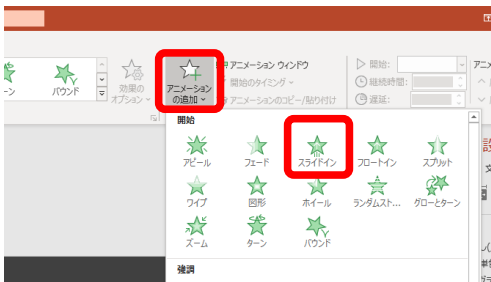 バウンド
効果の
オプション
アニメーション
の追加
アニメーション ウィンドウ
開始のタイミング
アニメーションのコピー/貼り付け
開始:
継続時間:
遅延:
開始
アピール フェード スライドイン フロートイン スプリット
ワイプ 図形 ホイール ランダムスト... グローとターン
ズーム ターン バウンド
強調